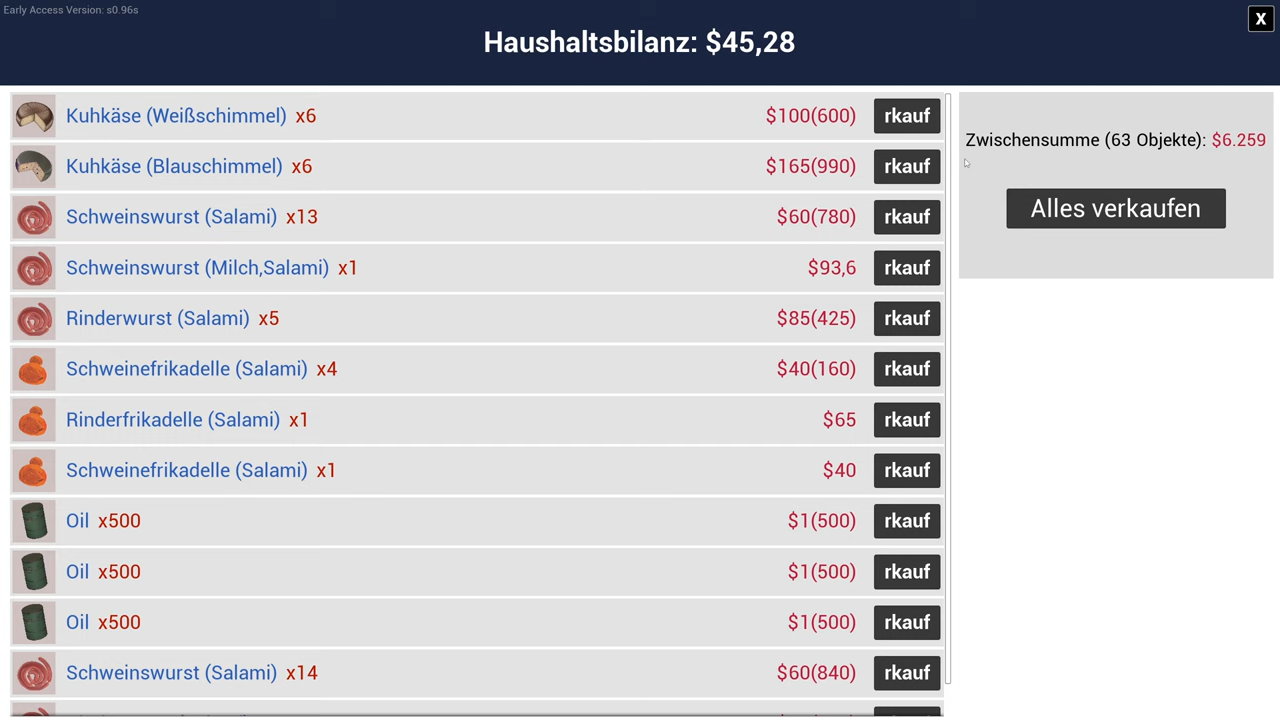 Early Access Version: s0.96s
X
Haushaltsbilanz: $45,28
Kuhkäse (Weißschimmel) x6 $100(600) rkauf
Kuhkäse (Blauschimmel) x6 $165(990) rkauf
Schweinswurst (Salami) x13 $60(780) rkauf
Schweinswurst (Milch,Salami) x1 $93,6 rkauf
Rinderwurst (Salami) x5 $85(425) rkauf
Schweinefrikadelle (Salami) x4 $40(160) rkauf
Rinderfrikadelle (Salami) x1 $65 rkauf
Schweinefrikadelle (Salami) x1 $40 rkauf
Oil x500 $1(500) rkauf
Oil x500 $1(500) rkauf
Oil x500 $1(500) rkauf
Schweinswurst (Salami) x14 $60(840) rkauf
Zwischensumme (63 Objekte): $6.259
Alles verkaufen